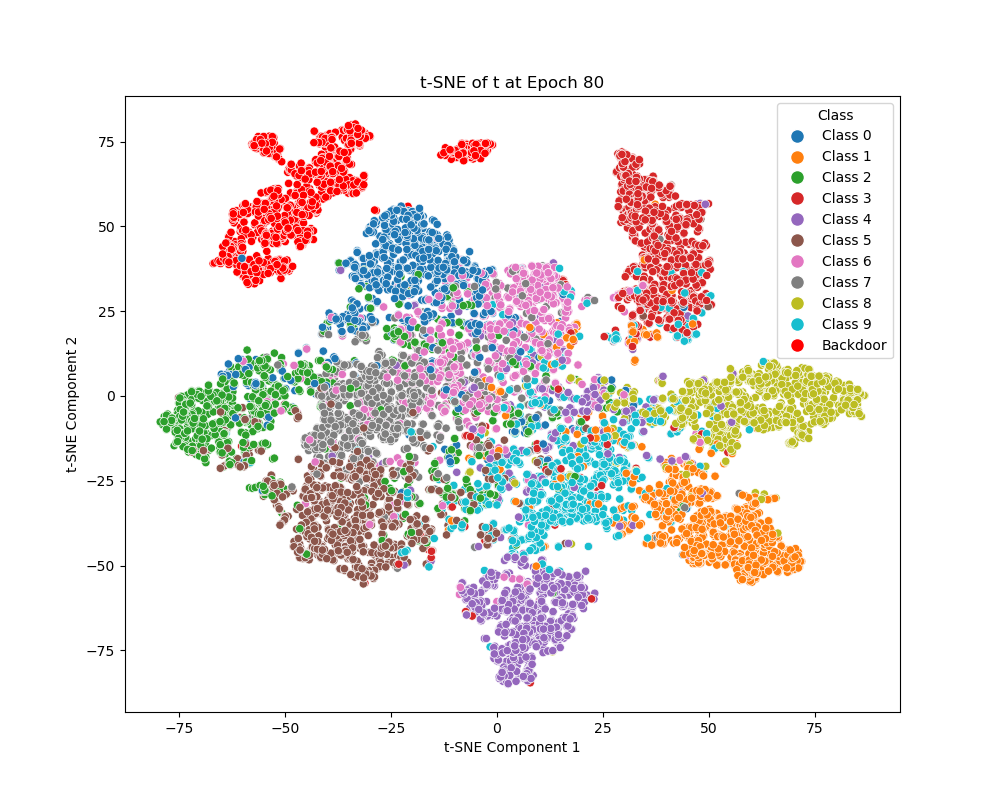 t-SNE of t at Epoch 80
Class
Class 0
Class 1
Class 2
Class 3
Class 4
Class 5
Class 6
Class 7
Class 8
Class 9
Backdoor
75
50
25
0
−25
−50
−75
t-SNE Component 2
−75 −50 −25 0 25 50 75
t-SNE Component 1